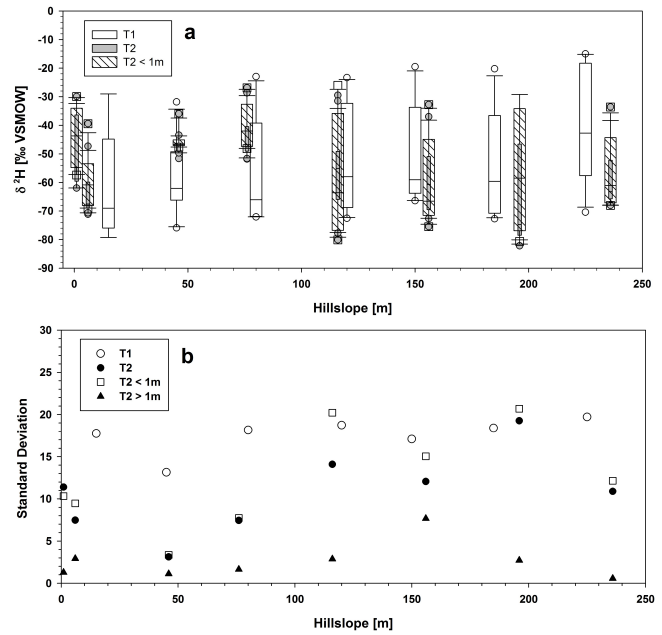 a
T1
T2
T2 < 1m
δ ²H [‰ VSMOW]
0
-10
-20
-30
-40
-50
-60
-70
-80
-90
0 50 100 150 200 250
Hillslope [m]
b
T1
T2
T2 < 1m
T2 > 1m
Standard Deviation
30
25
20
15
10
5
0
0 50 100 150 200 250
Hillslope [m]